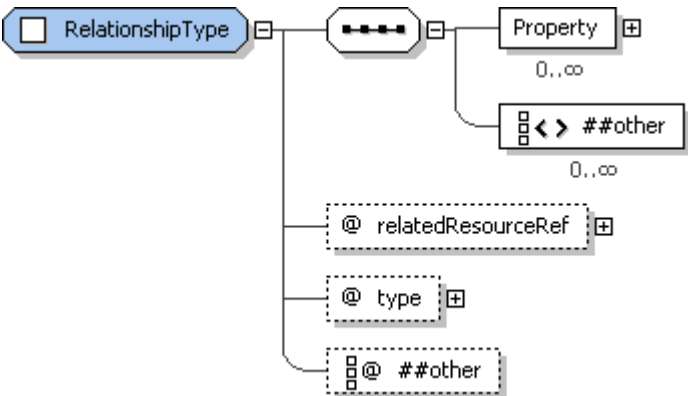 RelationshipType
Property
0..∞
<> ##other
0..∞
@ relatedResourceRef
@ type
@ ##other